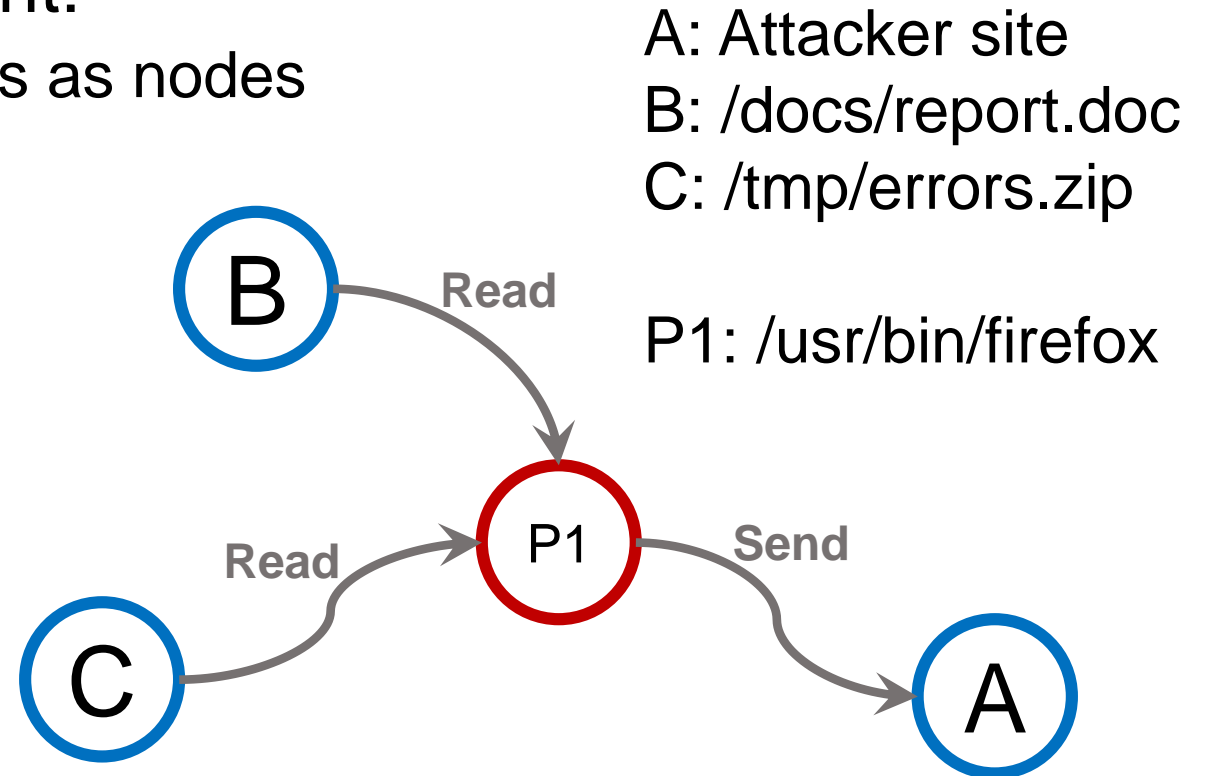 s as nodes
A: Attacker site
B: /docs/report.doc
C: /tmp/errors.zip
P1: /usr/bin/firefox
B
Read
P1
Read
Send
C
A